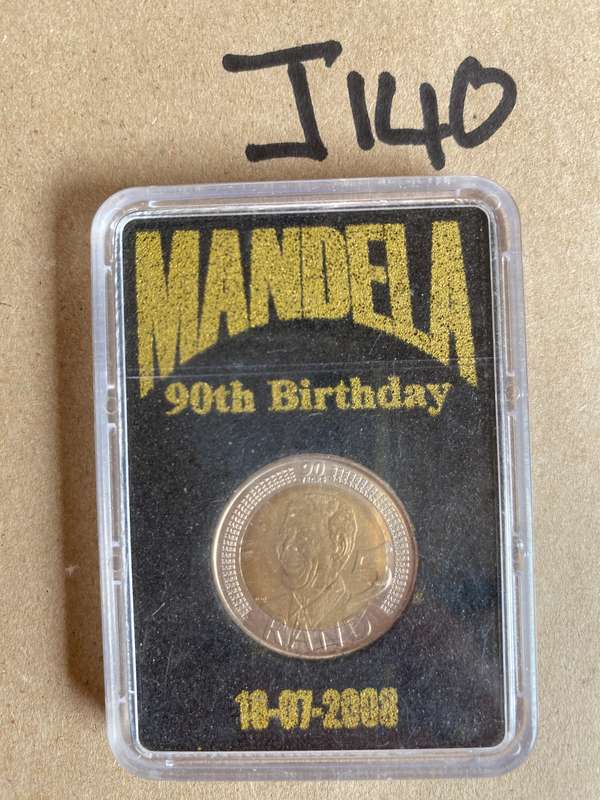 J140
MANDELA
90th Birthday
90
RAND
18-07-2008